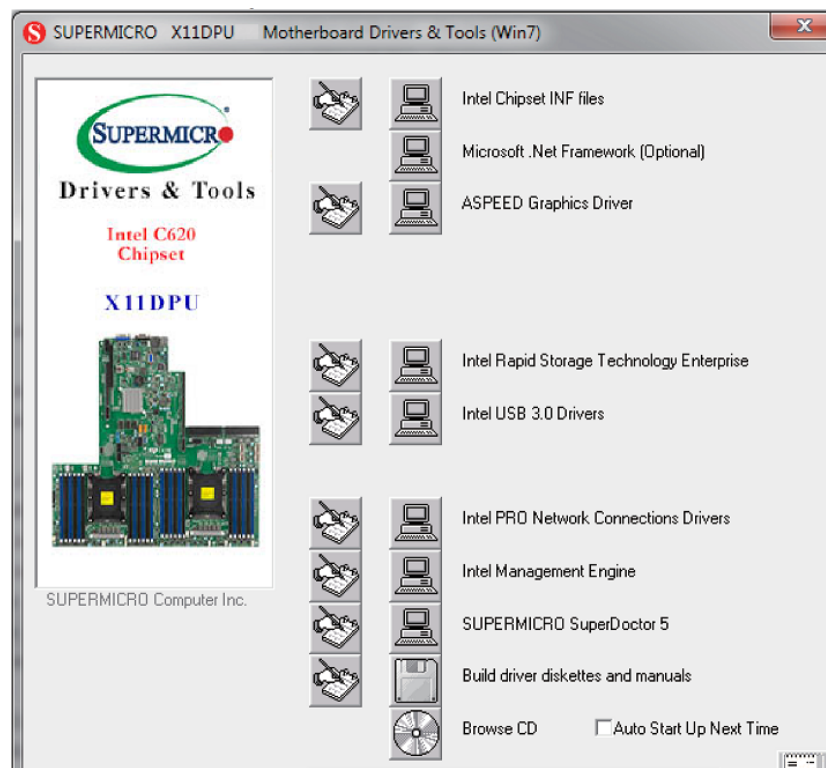 SUPERMICRO X11DPU Motherboard Drivers & Tools (Win7)
SUPERMICR
Drivers & Tools
Intel C620
Chipset
X11DPU
SUPERMICRO Computer Inc.
Intel Chipset INF files
Microsoft .Net Framework (Optional)
ASPEED Graphics Driver
Intel Rapid Storage Technology Enterprise
Intel USB 3.0 Drivers
Intel PRO Network Connections Drivers
Intel Management Engine
SUPERMICRO SuperDoctor 5
Build driver diskettes and manuals
Browse CD
Auto Start Up Next Time